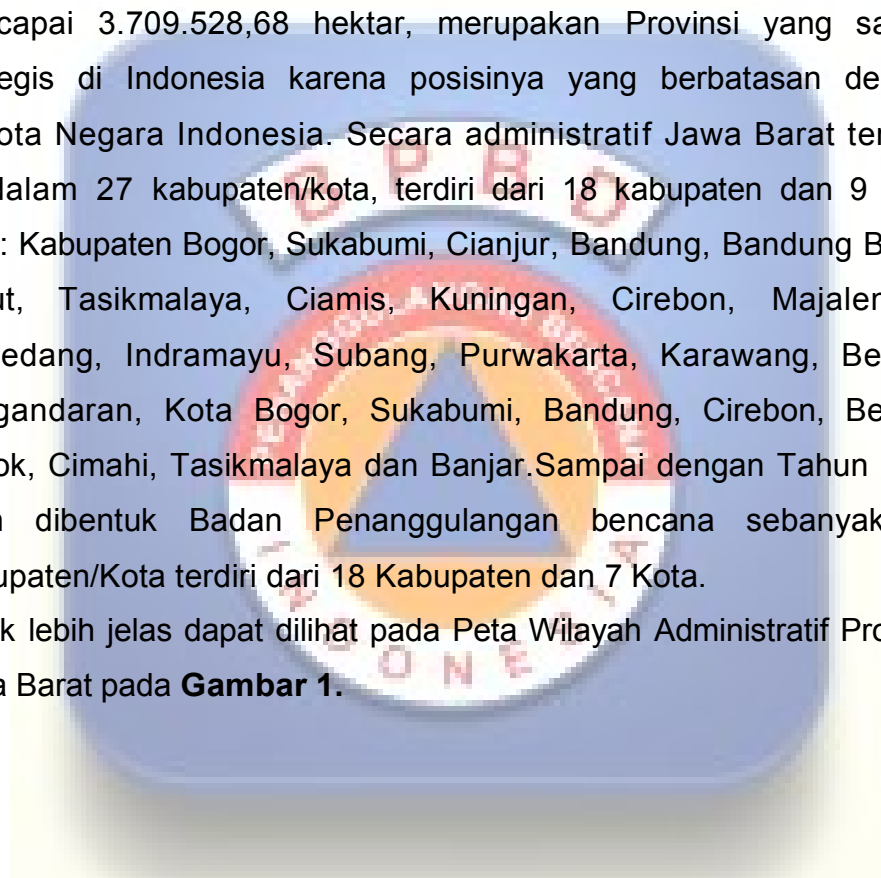 capai 3.709.528,68 hektar, merupakan Provinsi yang sa
egis di Indonesia karena posisinya yang berbatasan de
ota Negara Indonesia. Secara administratif Jawa Barat ter
dalam 27 kabupaten/kota, terdiri dari 18 kabupaten dan 9
: Kabupaten Bogor, Sukabumi, Cianjur, Bandung, Bandung B
ut, Tasikmalaya, Ciamis, Kuningan, Cirebon, Majalen
edang, Indramayu, Subang, Purwakarta, Karawang, Be
gandaran, Kota Bogor, Sukabumi, Bandung, Cirebon, Be
ok, Cimahi, Tasikmalaya dan Banjar.Sampai dengan Tahun
dibentuk Badan Penanggulangan bencana sebanyak
upaten/Kota terdiri dari 18 Kabupaten dan 7 Kota.
k lebih jelas dapat dilihat pada Peta Wilayah Administratif Pro
a Barat pada Gambar 1.
BPBD
PENANGGULANGAN BENCANA
INDONESIA